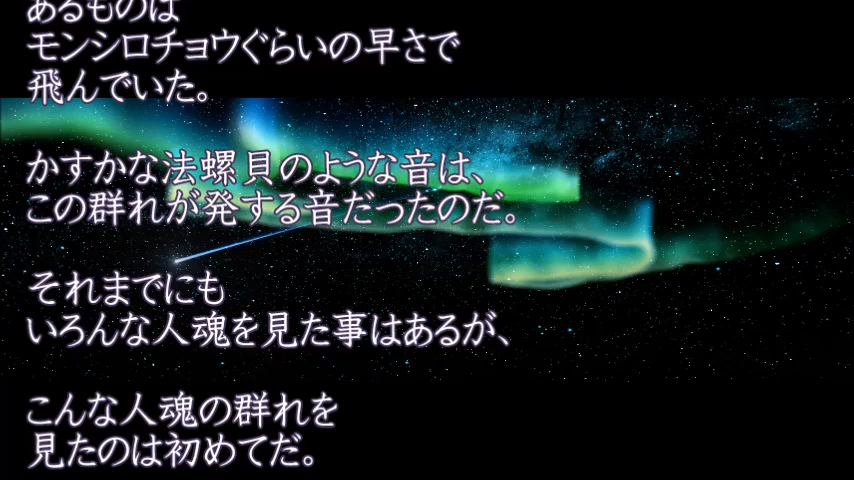 あるものは
モンシロチョウぐらいの早さで
飛んでいた。
かすかな法螺貝のような音は、
この群れが発する音だったのだ。
それまでにも
いろんな人魂を見た事はあるが、
こんな人魂の群れを
見たのは初めてだ。